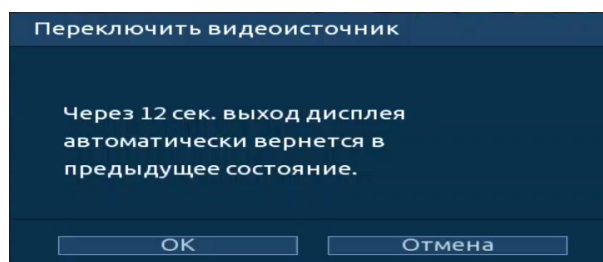 Переключить видеоисточник
Через 12 сек. выход дисплея
автоматически вернется в
предыдущее состояние.
OK
Отмена